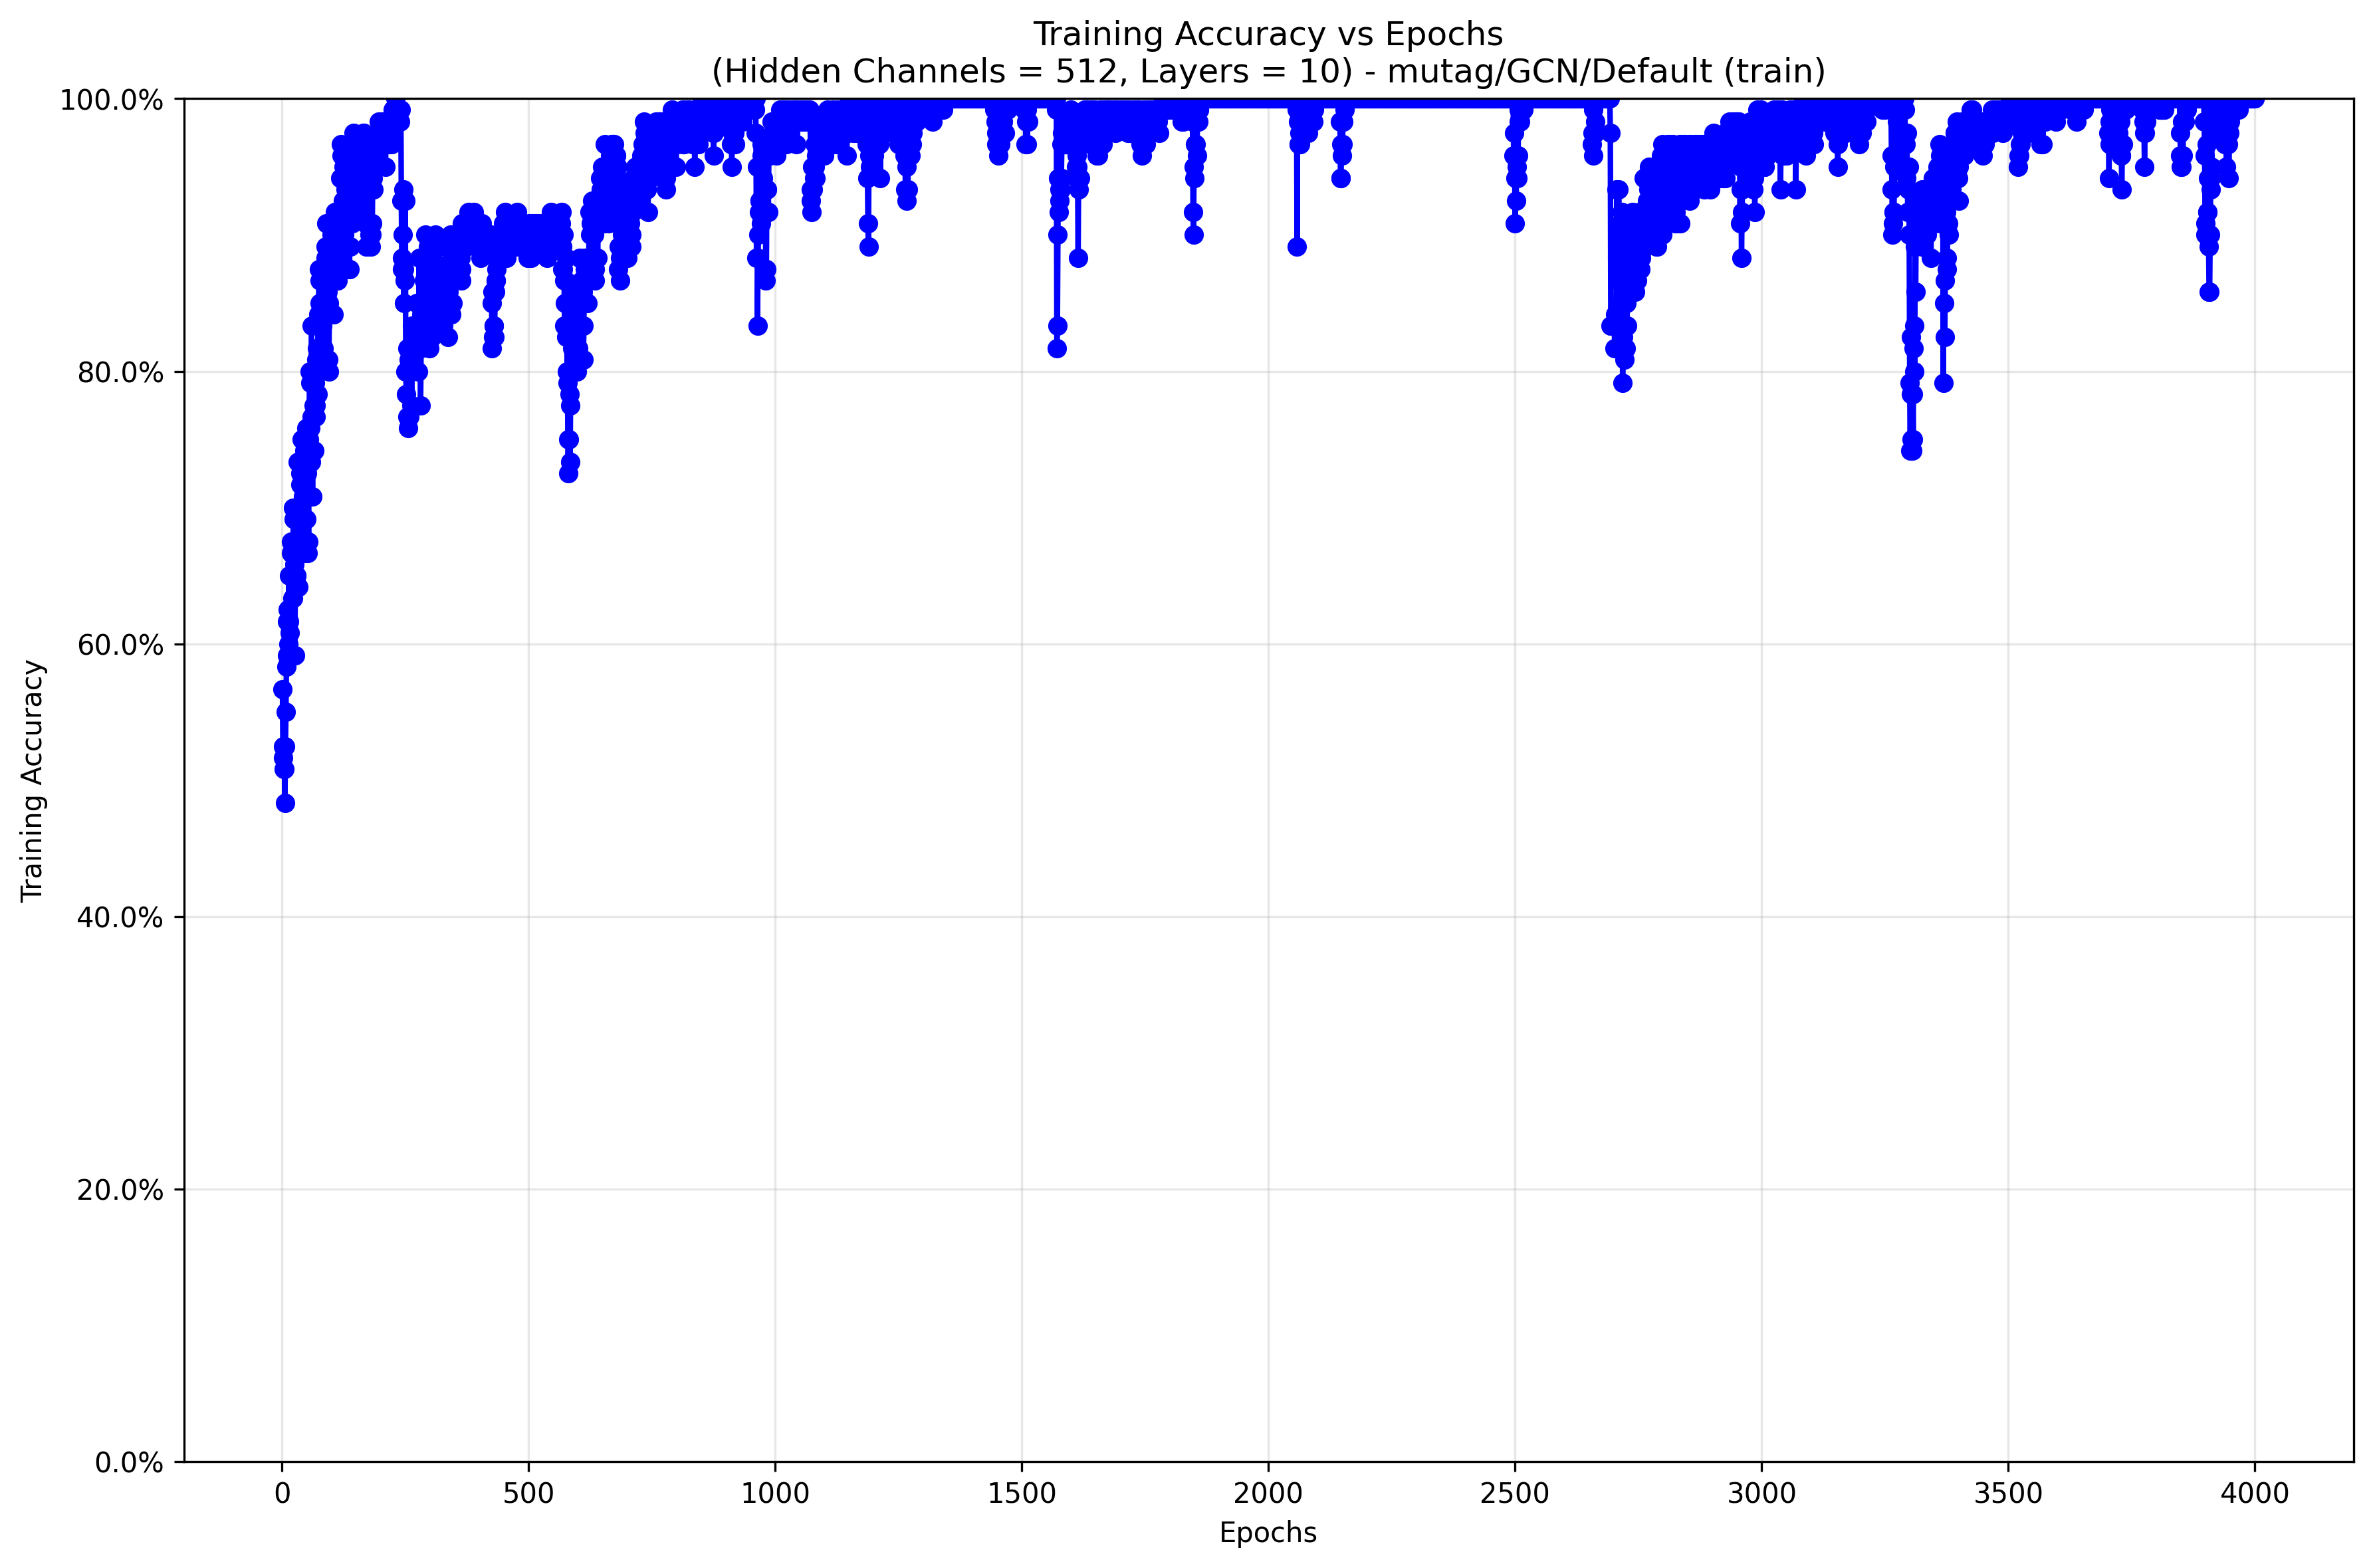 Training Accuracy vs Epochs
(Hidden Channels = 512, Layers = 10) - mutag/GCN/Default (train)
100.0%
80.0%
60.0%
40.0%
20.0%
0.0%
Training Accuracy
0 500 1000 1500 2000 2500 3000 3500 4000
Epochs